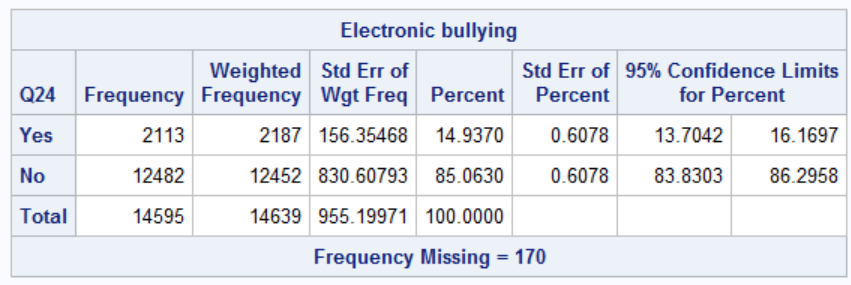 Electronic bullying
Q24 Frequency Weighted Frequency Std Err of Wgt Freq Percent Std Err of Percent 95% Confidence Limits for Percent
Yes 2113 2187 156.35468 14.9370 0.6078 13.7042 16.1697
No 12482 12452 830.60793 85.0630 0.6078 83.8303 86.2958
Total 14595 14639 955.19971 100.0000
Frequency Missing = 170